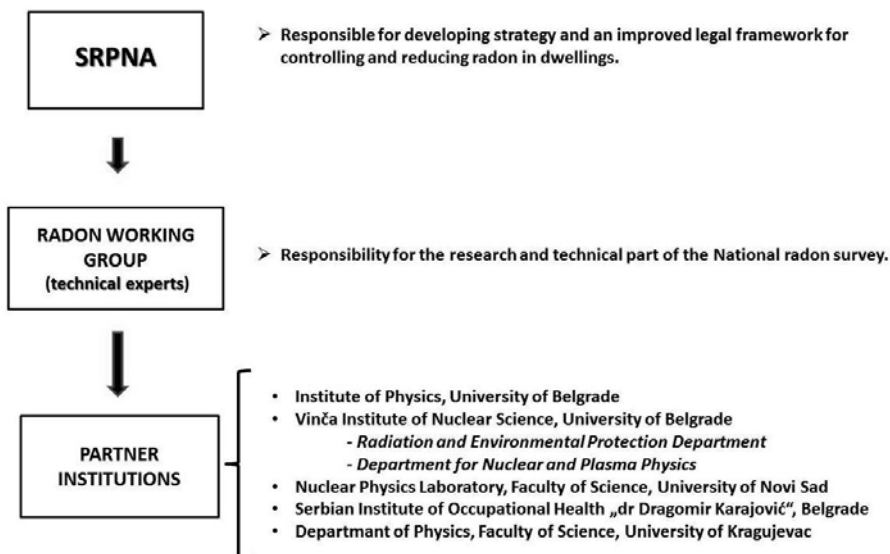 SRPNA
➢ Responsible for developing strategy and an improved legal framework for
controlling and reducing radon in dwellings.
RADON WORKING
GROUP
(technical experts)
➢ Responsibility for the research and technical part of the National radon survey.
PARTNER
INSTITUTIONS
• Institute of Physics, University of Belgrade
• Vinča Institute of Nuclear Science, University of Belgrade
- Radiation and Environmental Protection Department
- Department for Nuclear and Plasma Physics
• Nuclear Physics Laboratory, Faculty of Science, University of Novi Sad
• Serbian Institute of Occupational Health „dr Dragomir Karajović“, Belgrade
• Departmant of Physics, Faculty of Science, University of Kragujevac